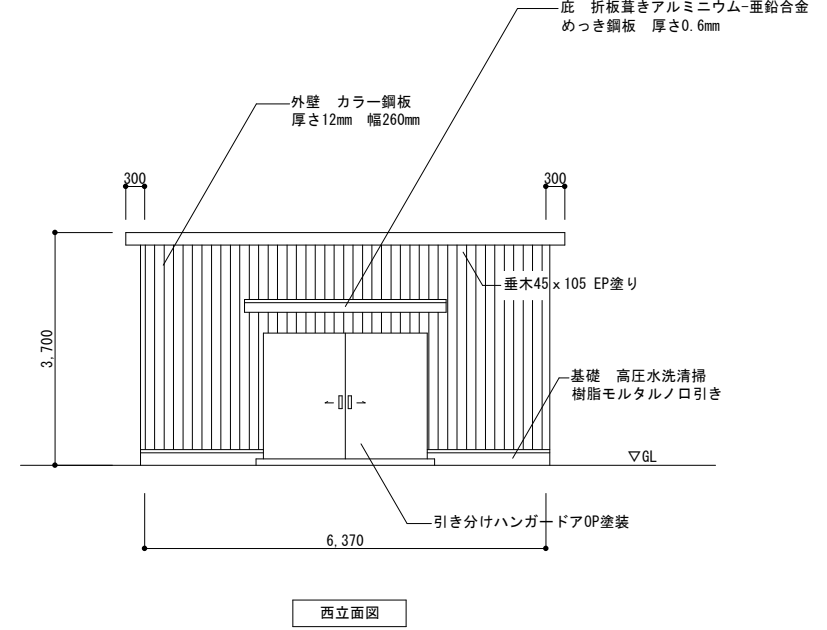 庇　折板葺きアルミニウム-亜鉛合金
めっき鋼板　厚さ0.6mm
外壁　カラー鋼板
厚さ12mm　幅260mm
300
300
垂木45ｘ105 EP塗り
3,700
基礎　高圧水洗清掃
樹脂モルタルノロ引き
▽GL
引き分けハンガードアOP塗装
6,370
西立面図